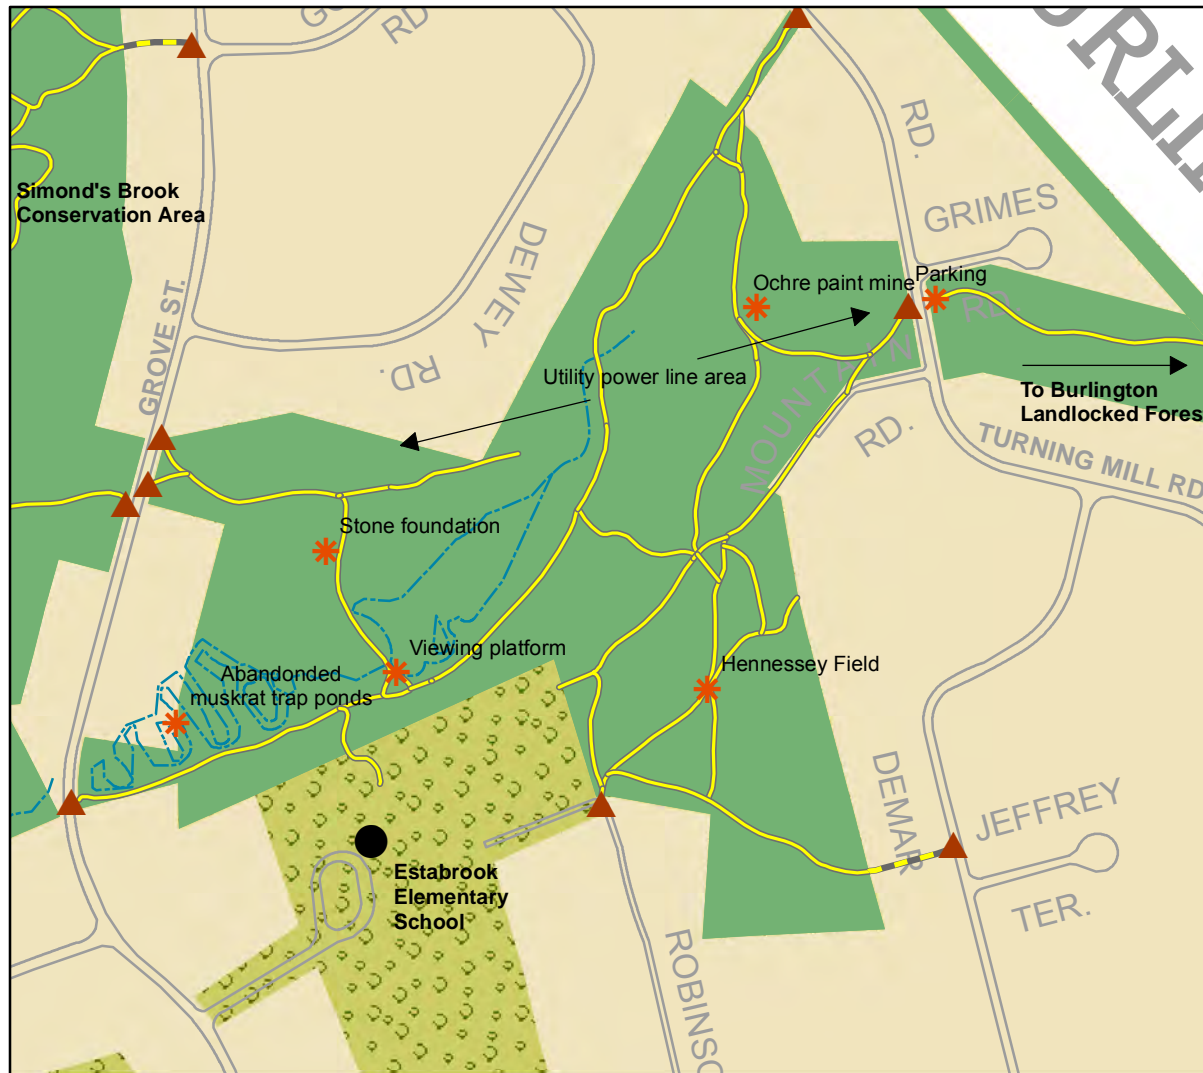 RD.
Simond's Brook
Conservation Area
RD.
GRIMES
RD.
DEWEY
RD.
GROVE ST.
Ochre paint mine
Parking
Utility power line area
MOUNTAIN
RD.
To Burlington
TURNING MILL RD
Stone foundation
Viewing platform
Hennessey Field
Abandonded
muskrat trap ponds
DEMAR
JEFFREY
TER.
Estabrook
Elementary
School
Landlocked Fores
ROBINSO